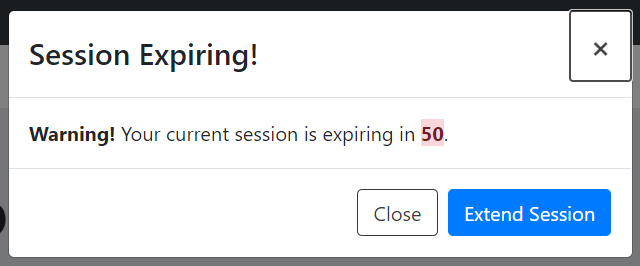 Session Expiring!
×
Warning! Your current session is expiring in 50.
Close
Extend Session